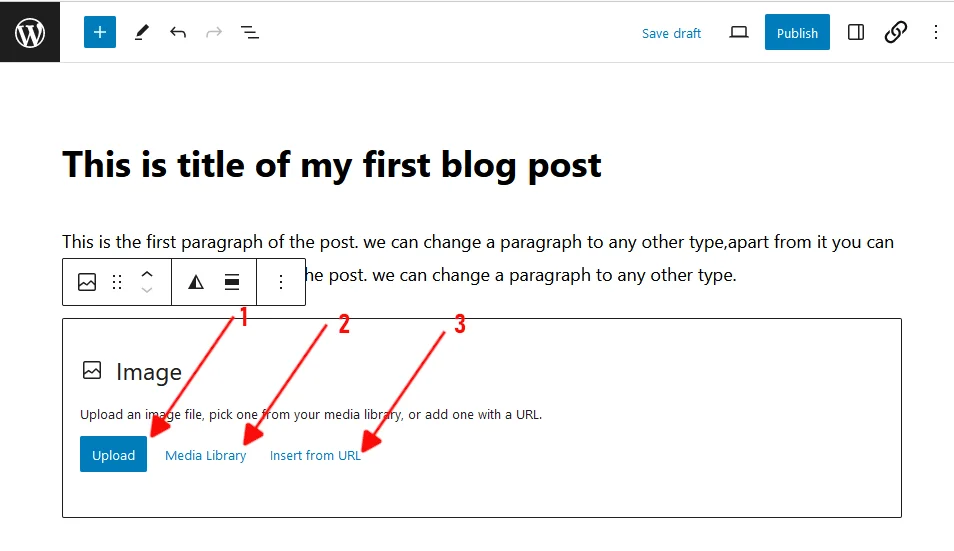 Save draft
Publish
This is title of my first blog post
This is the first paragraph of the post. we can change a paragraph to any other type,apart from it you can
he post. we can change a paragraph to any other type.
1 2 3
Image
Upload an image file, pick one from your media library, or add one with a URL.
Upload Media Library Insert from URL